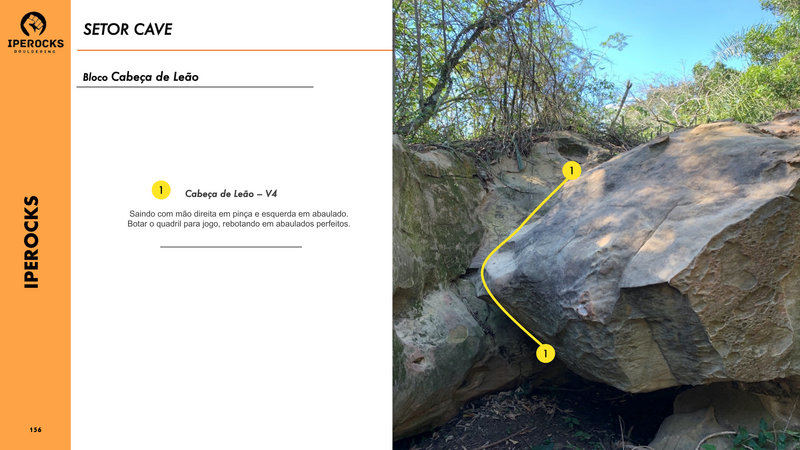 IPEROCKS
BOULDERING
SETOR CAVE
Bloco Cabeça de Leão
1 Cabeça de Leão – V4
Saindo com mão direita em pinça e esquerda em abaulado.
Botar o quadril para jogo, rebotando em abaulados perfeitos.
IPEROCKS
156
1
1